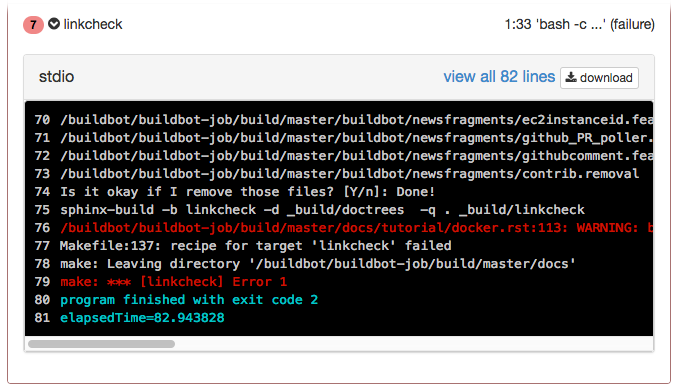 7 linkcheck 1:33 'bash -c ...' (failure)
stdio view all 82 lines download
70 /buildbot/buildbot-job/build/master/buildbot/newsfragments/ec2instanceid.fea
71 /buildbot/buildbot-job/build/master/buildbot/newsfragments/github_PR_poller.
72 /buildbot/buildbot-job/build/master/buildbot/newsfragments/githubcomment.fea
73 /buildbot/buildbot-job/build/master/buildbot/newsfragments/contrib.removal
74 Is it okay if I remove those files? [Y/n]: Done!
75 sphinx-build -b linkcheck -d _build/doctrees  -q . _build/linkcheck
76 /buildbot/buildbot-job/build/master/docs/tutorial/docker.rst:113: WARNING: b
77 Makefile:137: recipe for target 'linkcheck' failed
78 make: Leaving directory '/buildbot/buildbot-job/build/master/docs'
79 make: *** [linkcheck] Error 1
80 program finished with exit code 2
81 elapsedTime=82.943828